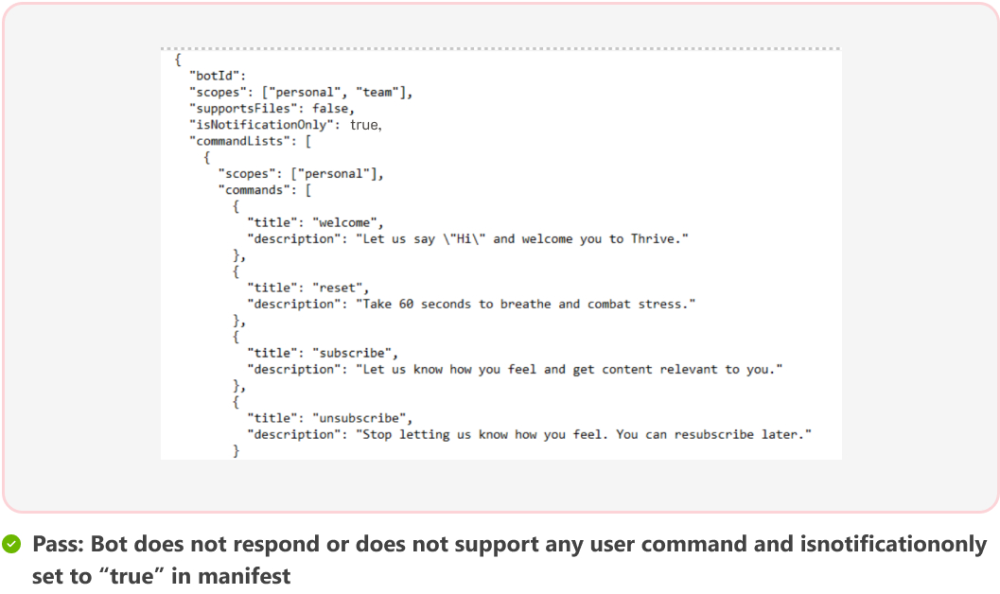 {
"botId":
"scopes": ["personal", "team"],
"supportsFiles": false,
"isNotificationOnly": true,
"commandLists": [
{
"scopes": ["personal"],
"commands": [
{
"title": "welcome",
"description": "Let us say \"Hi\" and welcome you to Thrive."
},
{
"title": "reset",
"description": "Take 60 seconds to breathe and combat stress."
},
{
"title": "subscribe",
"description": "Let us know how you feel and get content relevant to you."
},
{
"title": "unsubscribe",
"description": "Stop letting us know how you feel. You can resubscribe later."
}
Pass: Bot does not respond or does not support any user command and isnotificationonly
set to “true” in manifest